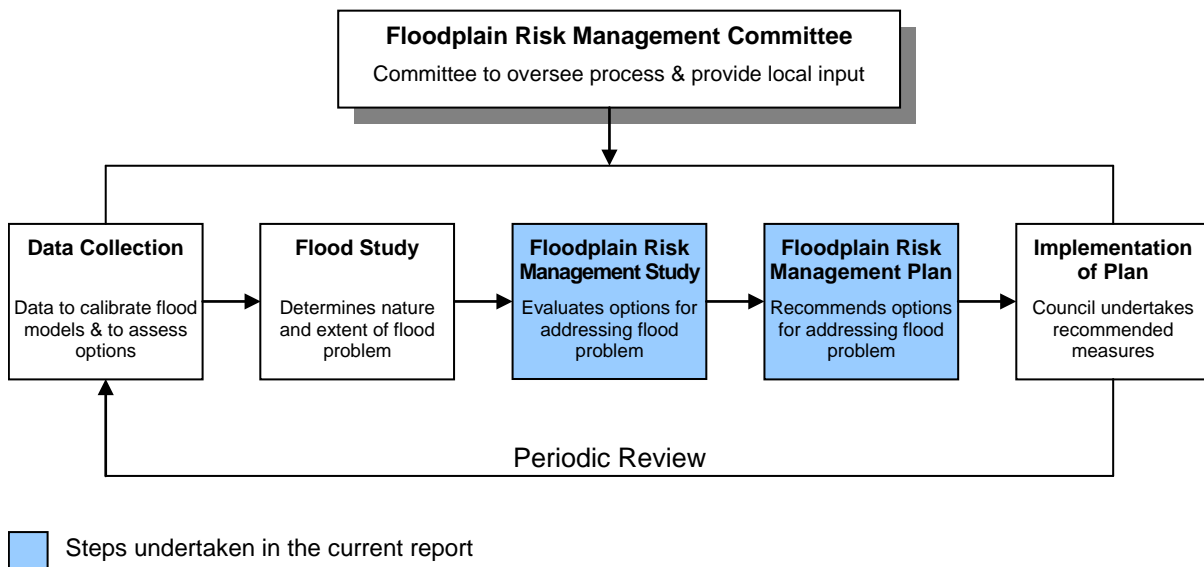 Floodplain Risk Management Committee
Committee to oversee process & provide local input
Data Collection
Data to calibrate flood
models & to assess
options
Flood Study
Determines nature
and extent of flood
problem
Floodplain Risk
Management Study
Evaluates options for
addressing flood
problem
Floodplain Risk
Management Plan
Recommends options
for addressing flood
problem
Implementation
of Plan
Council undertakes
recommended
measures
Periodic Review
Steps undertaken in the current report